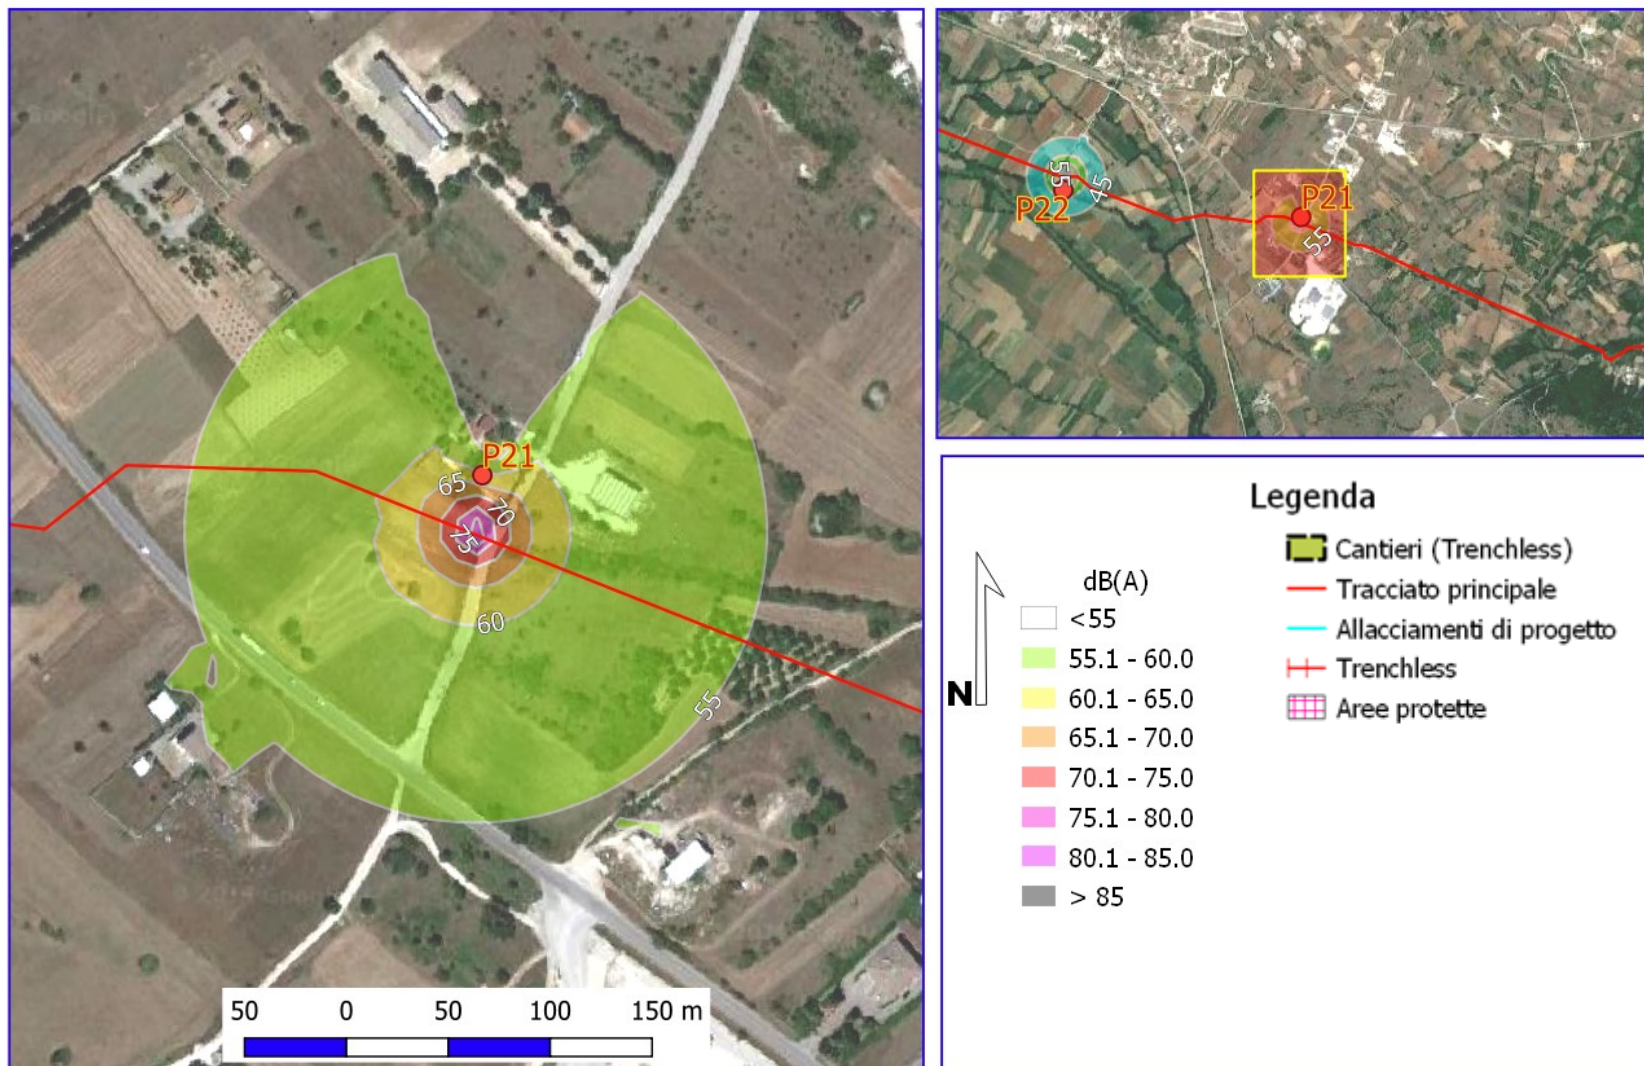 P21
65
70
75
60
55
50 0 50 100 150 m
55
45
P22
P21
55
Legenda
Cantieri (Trenchless)
Tracciato principale
Allacciamenti di progetto
Trenchless
Aree protette
N
dB(A)
<55
55.1 - 60.0
60.1 - 65.0
65.1 - 70.0
70.1 - 75.0
75.1 - 80.0
80.1 - 85.0
> 85